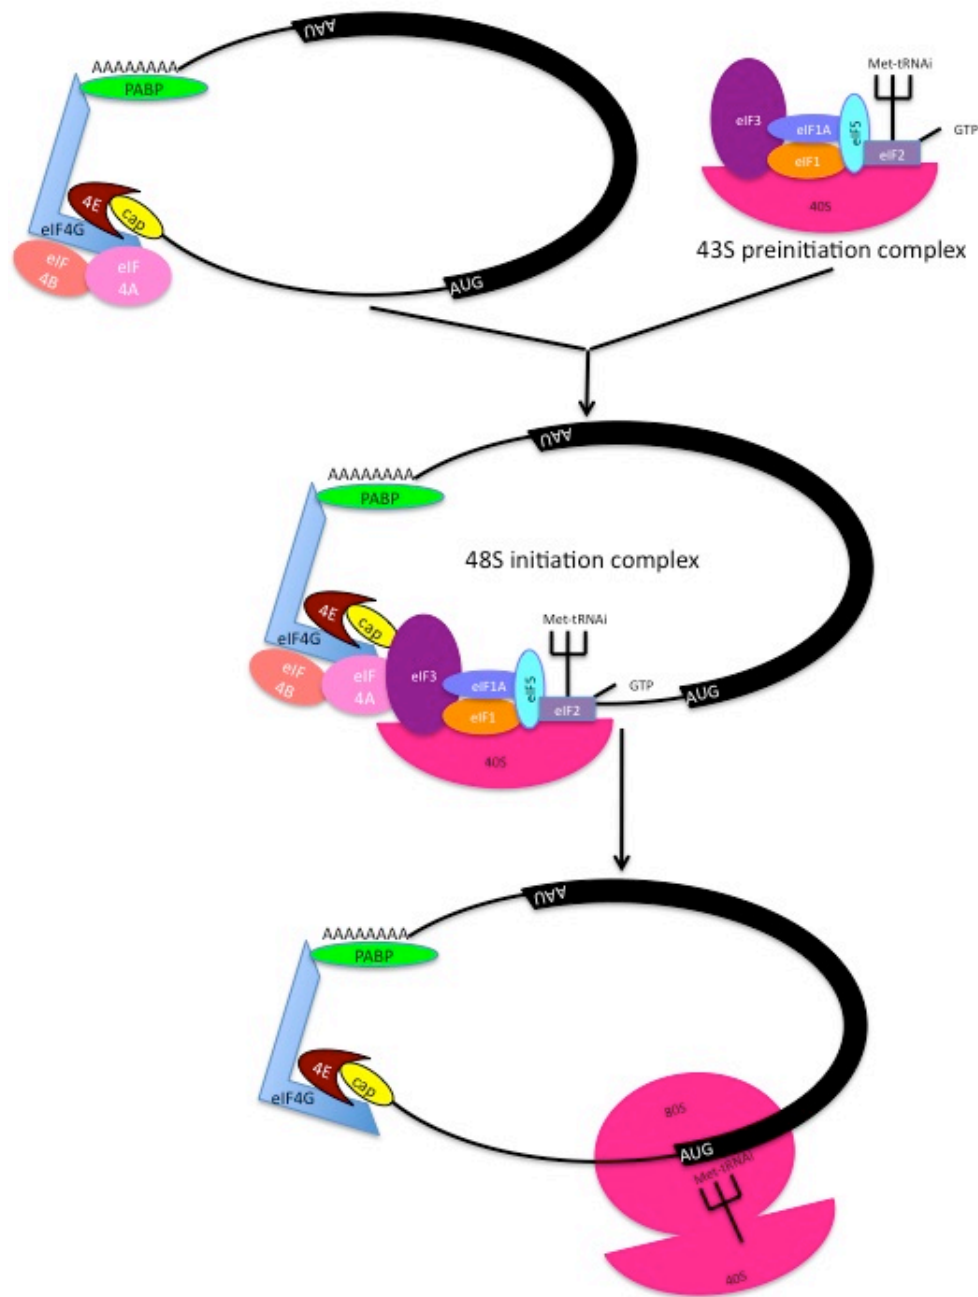 UAA
AAAAAAAA
PABP
4E
cap
eIF4G
eIF
4B
eIF
4A
AUG
Met-tRNAi
GTP
eIF3
eIF1A
eIF5
eIF1
eIF2
40S
43S preinitiation complex
UAA
AAAAAAAA
PABP
48S initiation complex
4E
cap
eIF4G
eIF
4B
eIF
4A
eIF3
Met-tRNAi
GTP
eIF1A
eIF5
eIF1
eIF2
AUG
40S
UAA
AAAAAAAA
PABP
4E
cap
eIF4G
80S
AUG
Met-tRNAi
40S